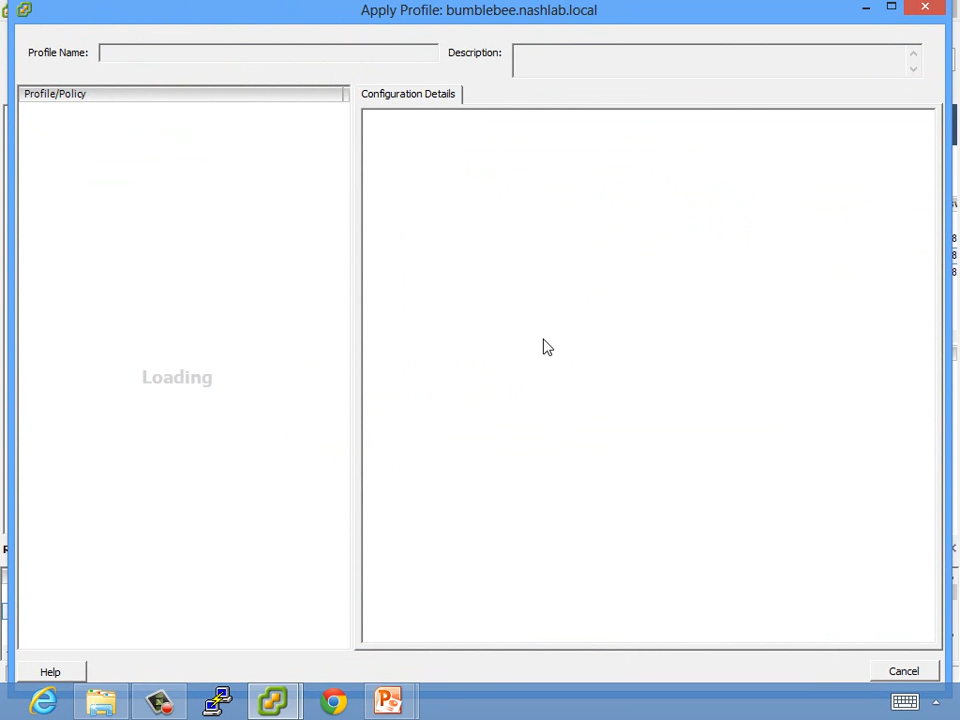 Apply Profile: bumblebee.nashlab.local
Profile Name:
Description:
Profile/Policy
Configuration Details
Loading
Help
Cancel